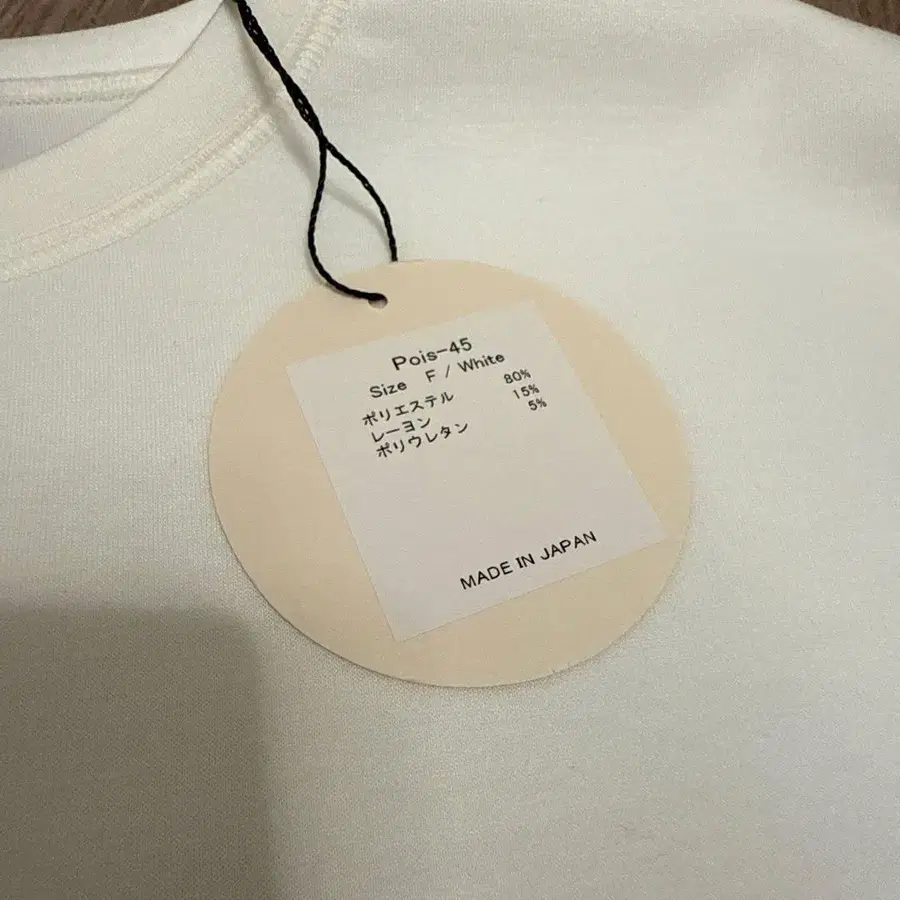 Pois-45
Size F / White
ポリエステル 80%
レーヨン 15%
ポリウレタン 5%
MADE IN JAPAN